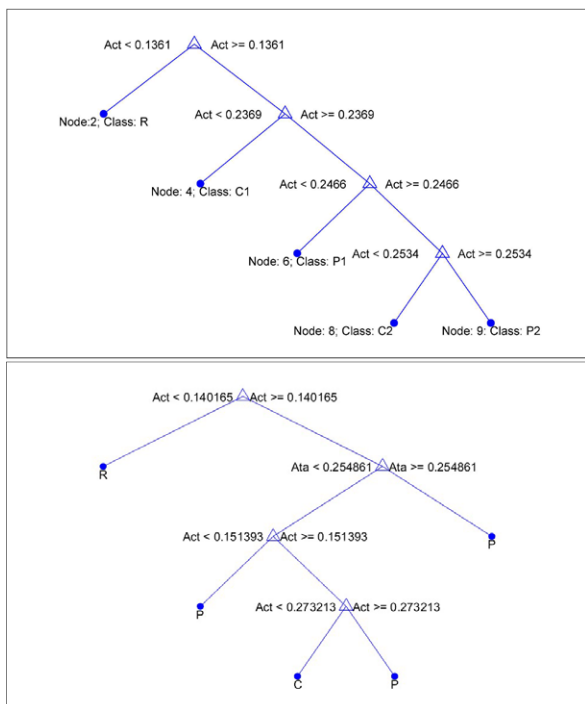 Act < 0.1361 Act >= 0.1361
Node:2; Class: R
Act < 0.2369 Act >= 0.2369
Node: 4; Class: C1
Act < 0.2466 Act >= 0.2466
Node: 6; Class: P1
Act < 0.2534 Act >= 0.2534
Node: 8; Class: C2 Node: 9: Class: P2
Act < 0.140165 Act >= 0.140165
R
Ata < 0.254861 Ata >= 0.254861
Act < 0.151393 Act >= 0.151393
P
P
Act < 0.273213 Act >= 0.273213
C P